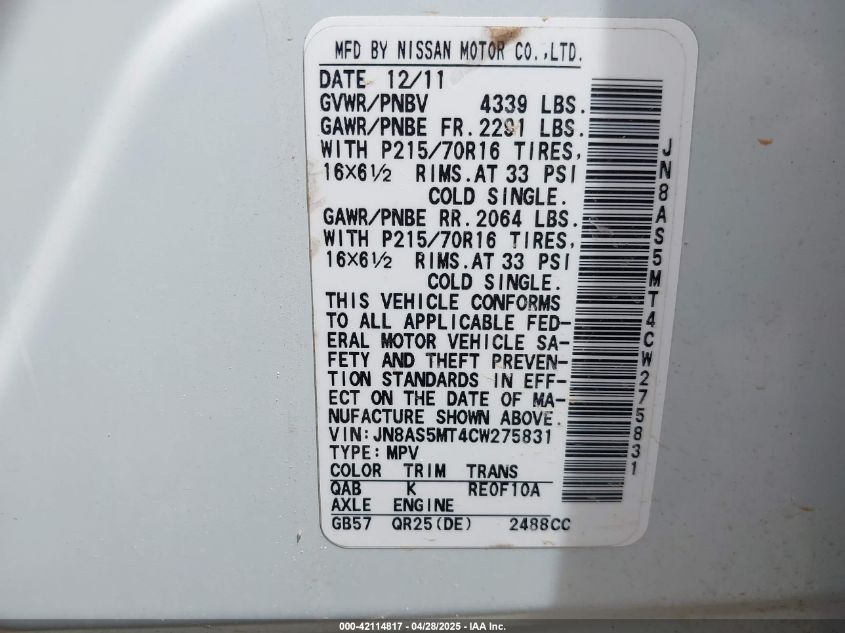 MFD BY NISSAN MOTOR CO.,LTD.
DATE 12/11
GVWR/PNBV 4339 LBS.
GAWR/PNBE FR. 2291 LBS.
WITH P215/70R16 TIRES,
16×6½ RIMS. AT 33 PSI
COLD SINGLE.
GAWR/PNBE RR. 2064 LBS.
WITH P215/70R16 TIRES,
16×6½ RIMS. AT 33 PSI
COLD SINGLE.
THIS VEHICLE CONFORMS
TO ALL APPLICABLE FED-
ERAL MOTOR VEHICLE SA-
FETY AND THEFT PREVEN-
TION STANDARDS IN EFF-
ECT ON THE DATE OF MA-
NUFACTURE SHOWN ABOVE.
VIN: JN8AS5MT4CW275831
TYPE: MPV
COLOR TRIM TRANS
QAB K RE0F10A
AXLE ENGINE
GB57 QR25(DE) 2488CC
JN8AS5MT4CW275831
000-42114817 - 04/28/2025 - IAA Inc.